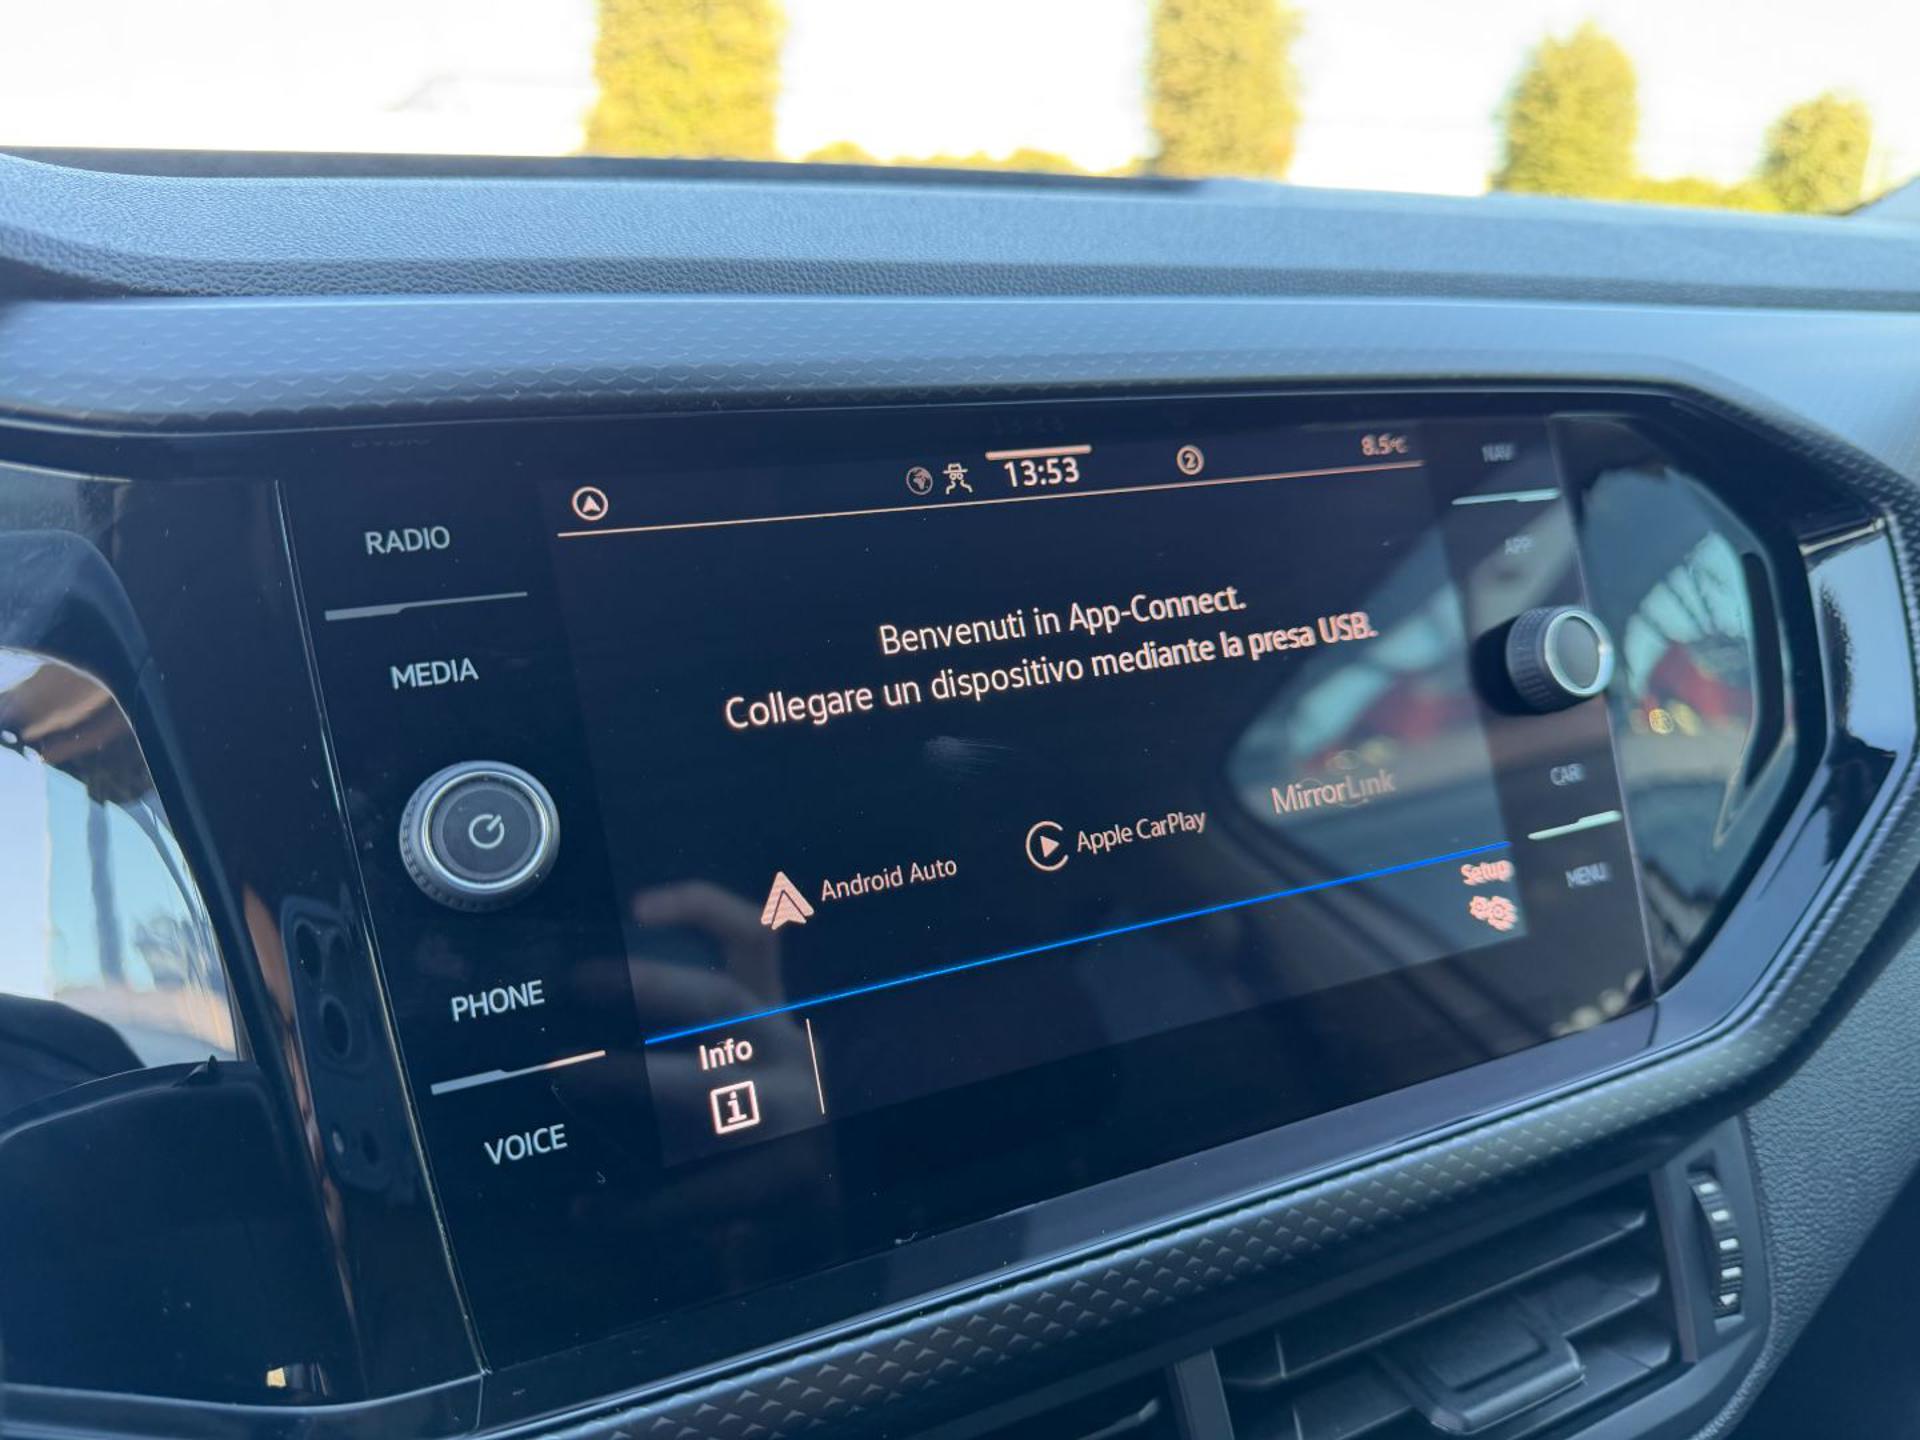 13:53
2
8.5°C
NAV
RADIO
APP
MEDIA
Benvenuti in App-Connect.
Collegare un dispositivo mediante la presa USB.
MirrorLink
CAR
Apple CarPlay
Android Auto
Setup
MENU
PHONE
Info
i
VOICE